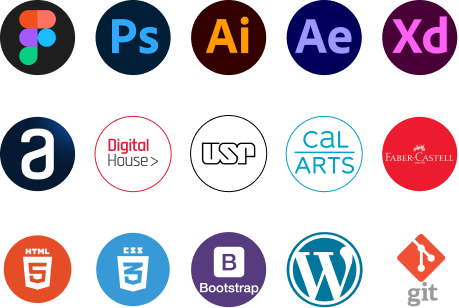 Ps
Ai
Ae
Xd
a
Digital
House>
USP
CAL
ARTS
FABER-CASTELL
HTML
5
CSS
3
B
Bootstrap
W
git